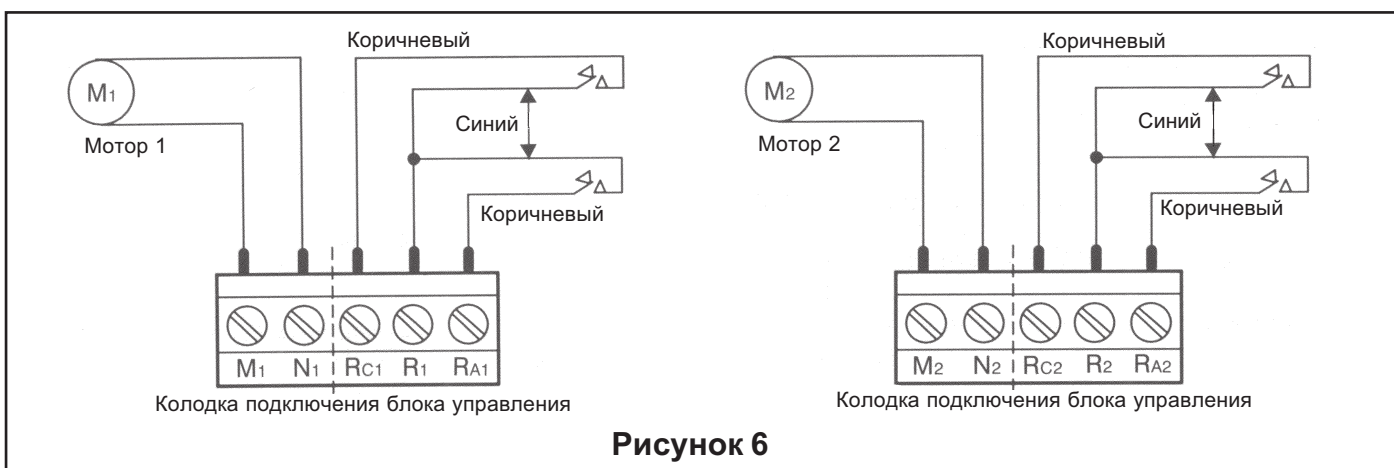 Коричневый
M1
Мотор 1
Синий
Коричневый
M1 N1 RC1 R1 RA1
Колодка подключения блока управления
Коричневый
M2
Мотор 2
Синий
Коричневый
M2 N2 RC2 R2 RA2
Колодка подключения блока управления
Рисунок 6